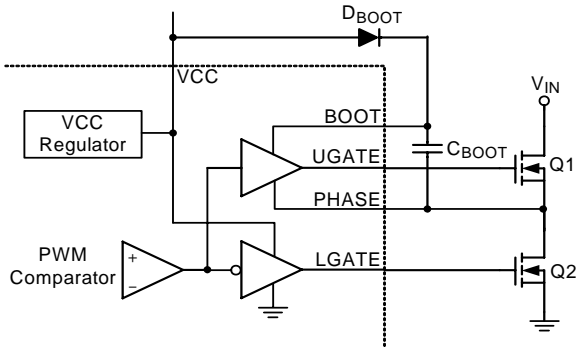 DBOOT
VCC
VIN
VCC
Regulator
BOOT
CBOOT
UGATE
Q1
PHASE
PWM
Comparator
+
−
LGATE
Q2